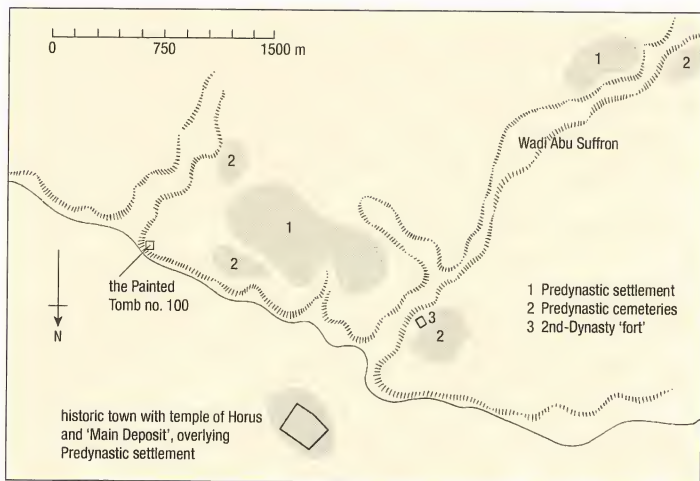 0
750
1500 m
1
2
Wadi Abu Suffron
2
1
2
the Painted
Tomb no. 100
N
3
2
1 Predynastic settlement
2 Predynastic cemeteries
3 2nd-Dynasty ‘fort’
historic town with temple of Horus
and ‘Main Deposit’, overlying
Predynastic settlement